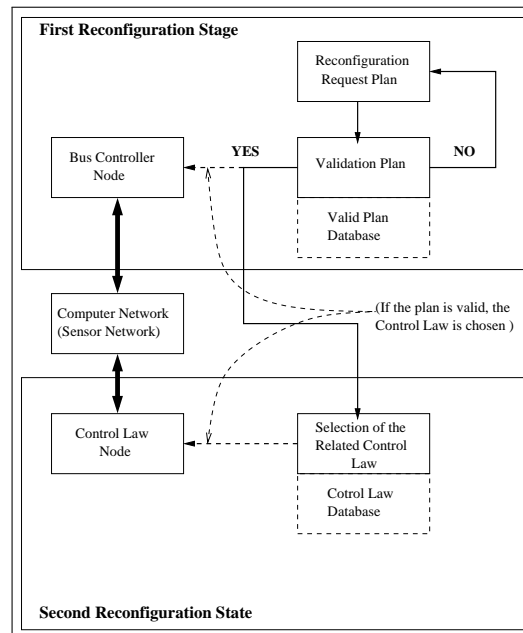 First Reconfiguration Stage
Reconfiguration
Request Plan
YES
NO
Bus Controller
Node
Validation Plan
Valid Plan
Database
Computer Network
(Sensor Network)
(If the plan is valid, the
Control Law is chosen )
Control Law
Node
Selection of the
Related Control
Law
Cotrol Law
Database
Second Reconfiguration State